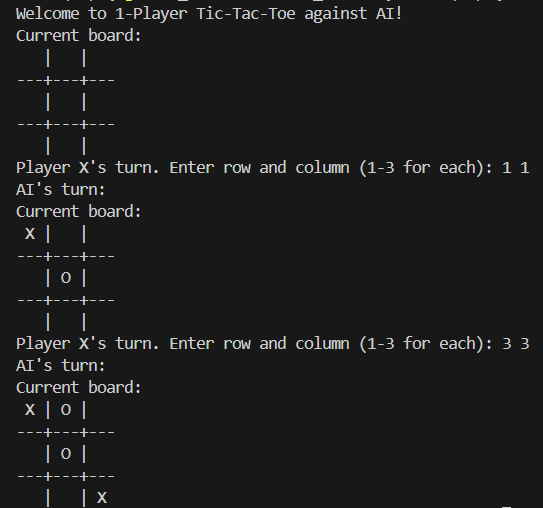 Welcome to 1-Player Tic-Tac-Toe against AI!
Current board:
   |   |
---+---+---
   |   |
---+---+---
   |   |
Player X's turn. Enter row and column (1-3 for each): 1 1
AI's turn:
Current board:
 X |   |
---+---+---
   | O |
---+---+---
   |   |
Player X's turn. Enter row and column (1-3 for each): 3 3
AI's turn:
Current board:
 X | O |
---+---+---
   | O |
---+---+---
   |   | X